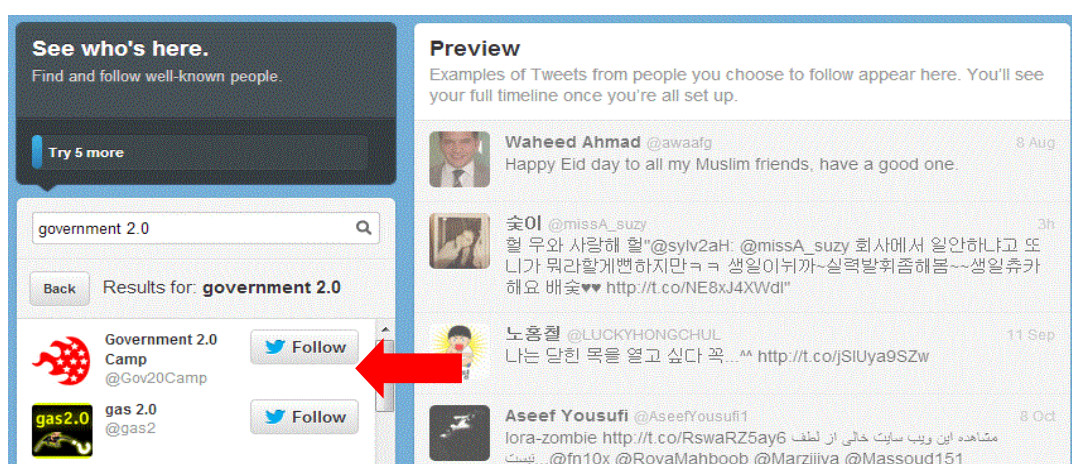 See who's here.
Find and follow well-known people.
Try 5 more
government 2.0
Back Results for: government 2.0
Government 2.0
Camp
@Gov20Camp
Follow
gas2.0
gas 2.0
@gas2
Follow
Preview
Examples of Tweets from people you choose to follow appear here. You'll see
your full timeline once you're all set up.
Waheed Ahmad @awaafg 8 Aug
Happy Eid day to all my Muslim friends, have a good one.
숮이 @missA_suzy 3h
헐 우와 사랑해 헐"@sylv2aH: @missA_suzy 회사에서 일안하냐고 또
니가 뭐라할게뻔하지만ㅋㅋ 생일이뉘까~실력발휘좀해봄~~생일츄카
해요 배숮♥♥ http://t.co/NE8xJ4XWdl"
노홍철 @LUCKYHONGCHUL 11 Sep
나는 닫힌 목을 열고 싶다 꼭...^^ http://t.co/jSlUya9SZw
Aseef Yousufi @AseefYousufi1 8 Oct
lora-zombie http://t.co/RswaRZ5ay6 مشاهده این وب سایت خالی از لطف
نیست...@fn10x @RoyaMahboob @Marzijiya @Massoud151